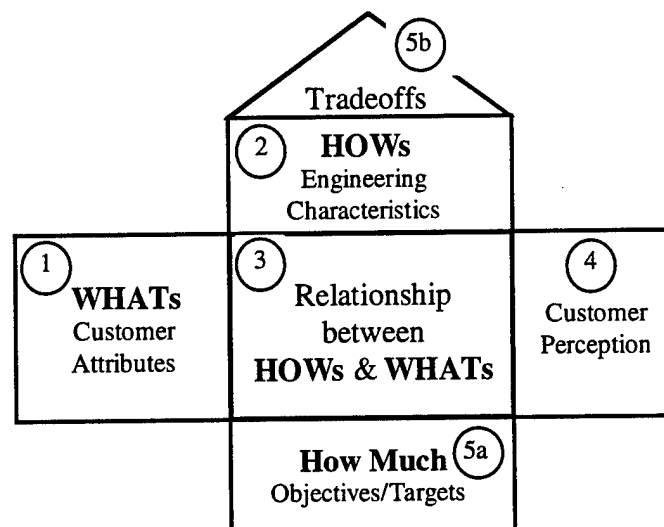 5b
Tradeoffs
2
HOWs
Engineering
Characteristics
1
WHATs
Customer
Attributes
3
Relationship
between
HOWs & WHATs
4
Customer
Perception
How Much
5a
Objectives/Targets